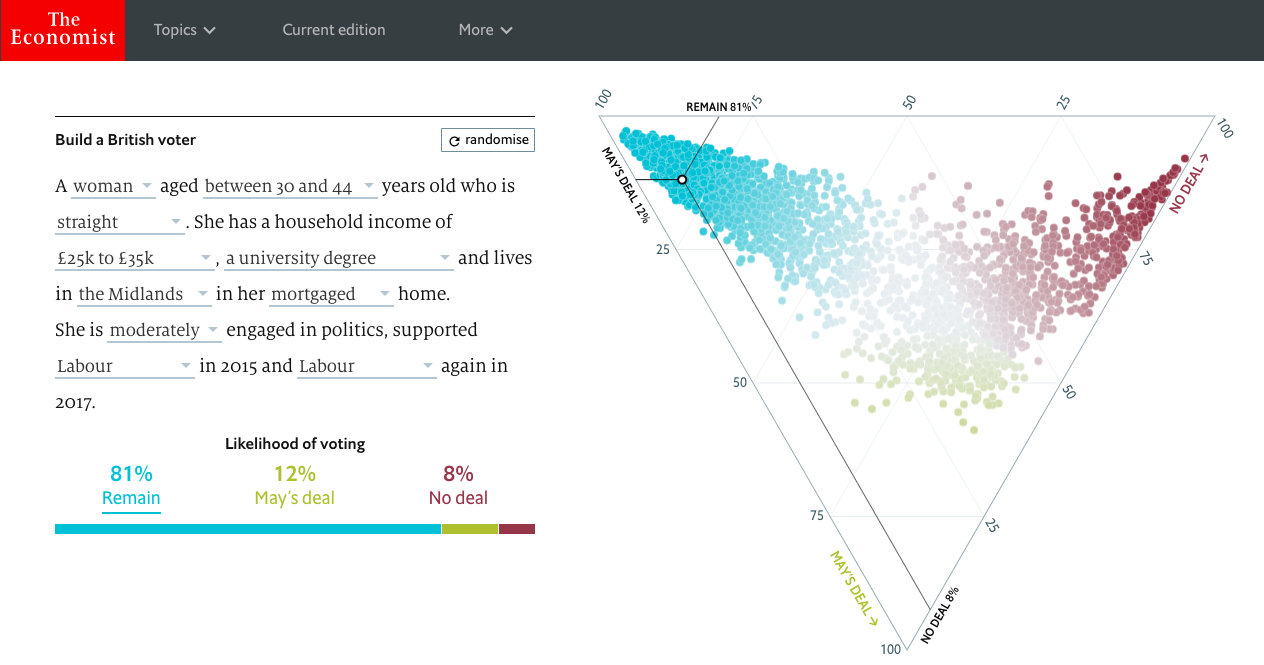 The
Economist
Topics
Current edition
More
Build a British voter
randomise
A woman aged between 30 and 44 years old who is
straight. She has a household income of
£25k to £35k, a university degree and lives
in the Midlands in her mortgaged home.
She is moderately engaged in politics, supported
Labour in 2015 and Labour again in
2017.
Likelihood of voting
81% 12% 8%
Remain May's deal No deal
100
REMAIN 81%
75
50
25
100
MAY'S DEAL 12%
NO DEAL →
25
75
50
50
75
25
MAY'S DEAL →
NO DEAL 8%
100